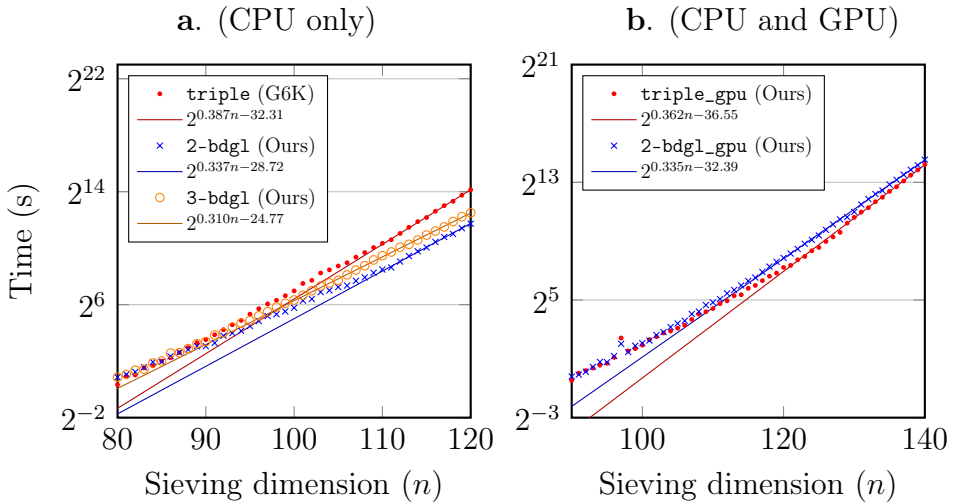 a. (CPU only)
2^22
2^14
2^6
2^−2
80
90
100
110
120
Time (s)
Sieving dimension (n)
triple (G6K)
2^0.387n−32.31
2-bdgl (Ours)
2^0.337n−28.72
3-bdgl (Ours)
2^0.310n−24.77
b. (CPU and GPU)
2^21
2^13
2^5
2^−3
100
120
140
Sieving dimension (n)
triple_gpu (Ours)
2^0.362n−36.55
2-bdgl_gpu (Ours)
2^0.335n−32.39